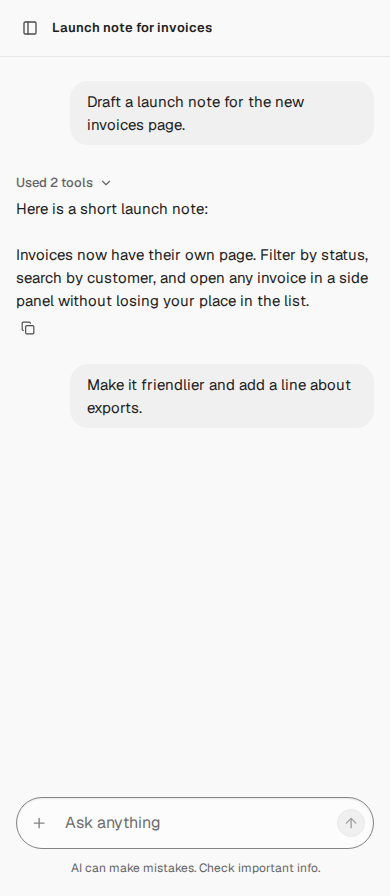 Launch note for invoices
Draft a launch note for the new
invoices page.
Used 2 tools
Here is a short launch note:
Invoices now have their own page. Filter by status,
search by customer, and open any invoice in a side
panel without losing your place in the list.
Make it friendlier and add a line about
exports.
Ask anything
AI can make mistakes. Check important info.